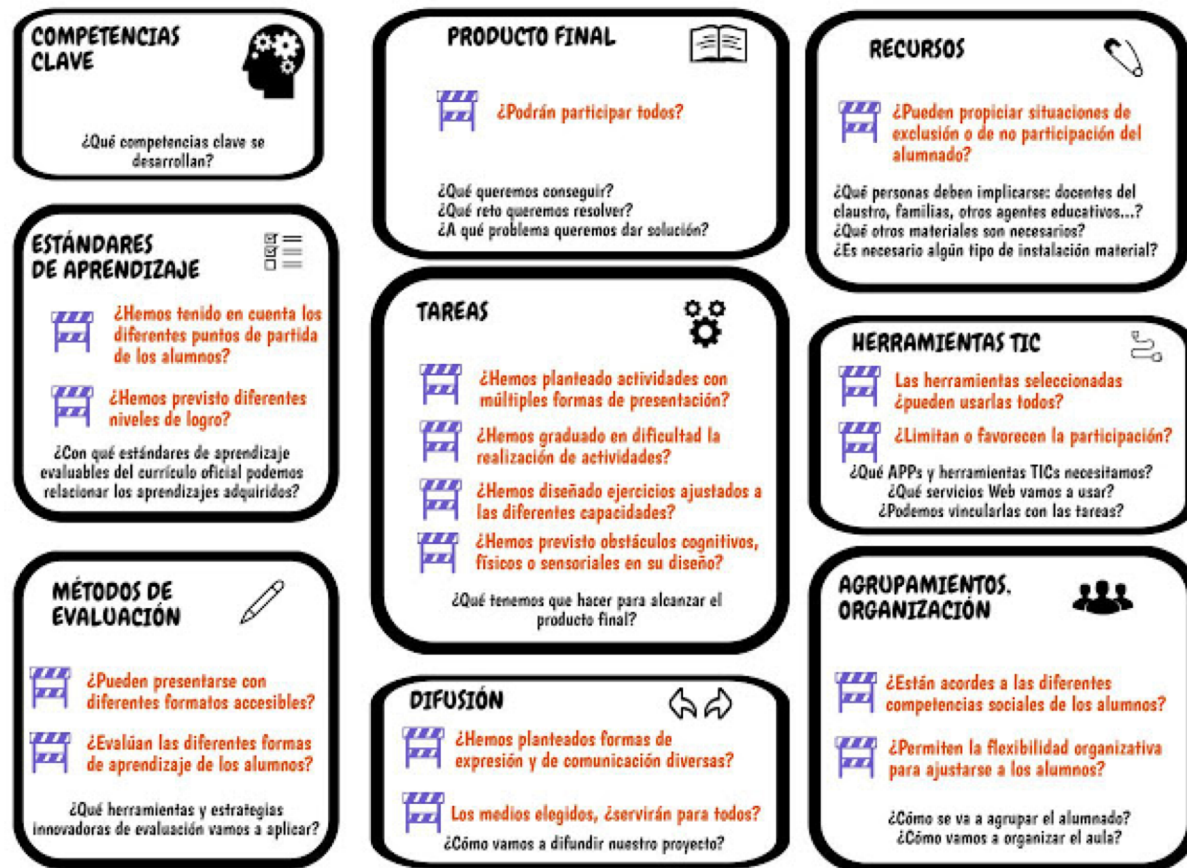 COMPETENCIAS
CLAVE
¿Qué competencias clave se
desarrollan?
ESTÁNDARES
DE APRENDIZAJE
¿Hemos tenido en cuenta los
diferentes puntos de partida
de los alumnos?
¿Hemos previsto diferentes
niveles de logro?
¿Con qué estándares de aprendizaje
evaluables del currículo oficial podemos
relacionar los aprendizajes adquiridos?
MÉTODOS DE
EVALUACIÓN
¿Pueden presentarse con
diferentes formatos accesibles?
¿Evalúan las diferentes formas
de aprendizaje de los alumnos?
¿Qué herramientas y estrategias
innovadoras de evaluación vamos a aplicar?
PRODUCTO FINAL
¿Podrán participar todos?
¿Qué queremos conseguir?
¿Qué reto queremos resolver?
¿A qué problema queremos dar solución?
TAREAS
¿Hemos planteado actividades con
múltiples formas de presentación?
¿Hemos graduado en dificultad la
realización de actividades?
¿Hemos diseñado ejercicios ajustados a
las diferentes capacidades?
¿Hemos previsto obstáculos cognitivos,
físicos o sensoriales en su diseño?
¿Qué tenemos que hacer para alcanzar el
producto final?
DIFUSIÓN
¿Hemos planteados formas de
expresión y de comunicación diversas?
Los medios elegidos, ¿servirán para todos?
¿Cómo vamos a difundir nuestro proyecto?
RECURSOS
¿Pueden propiciar situaciones de
exclusión o de no participación del
alumnado?
¿Qué personas deben implicarse: docentes del
claustro, familias, otros agentes educativos...?
¿Qué otros materiales son necesarios?
¿Es necesario algún tipo de instalación material?
HERRAMIENTAS TIC
Las herramientas seleccionadas
¿pueden usarlas todos?
¿Limitan o favorecen la participación?
¿Qué APPs y herramientas TICs necesitamos?
¿Qué servicios Web vamos a usar?
¿Podemos vincularlas con las tareas?
AGRUPAMIENTOS.
ORGANIZACIÓN
¿Están acordes a las diferentes
competencias sociales de los alumnos?
¿Permiten la flexibilidad organizativa
para ajustarse a los alumnos?
¿Cómo se va a agrupar el alumnado?
¿Cómo vamos a organizar el aula?